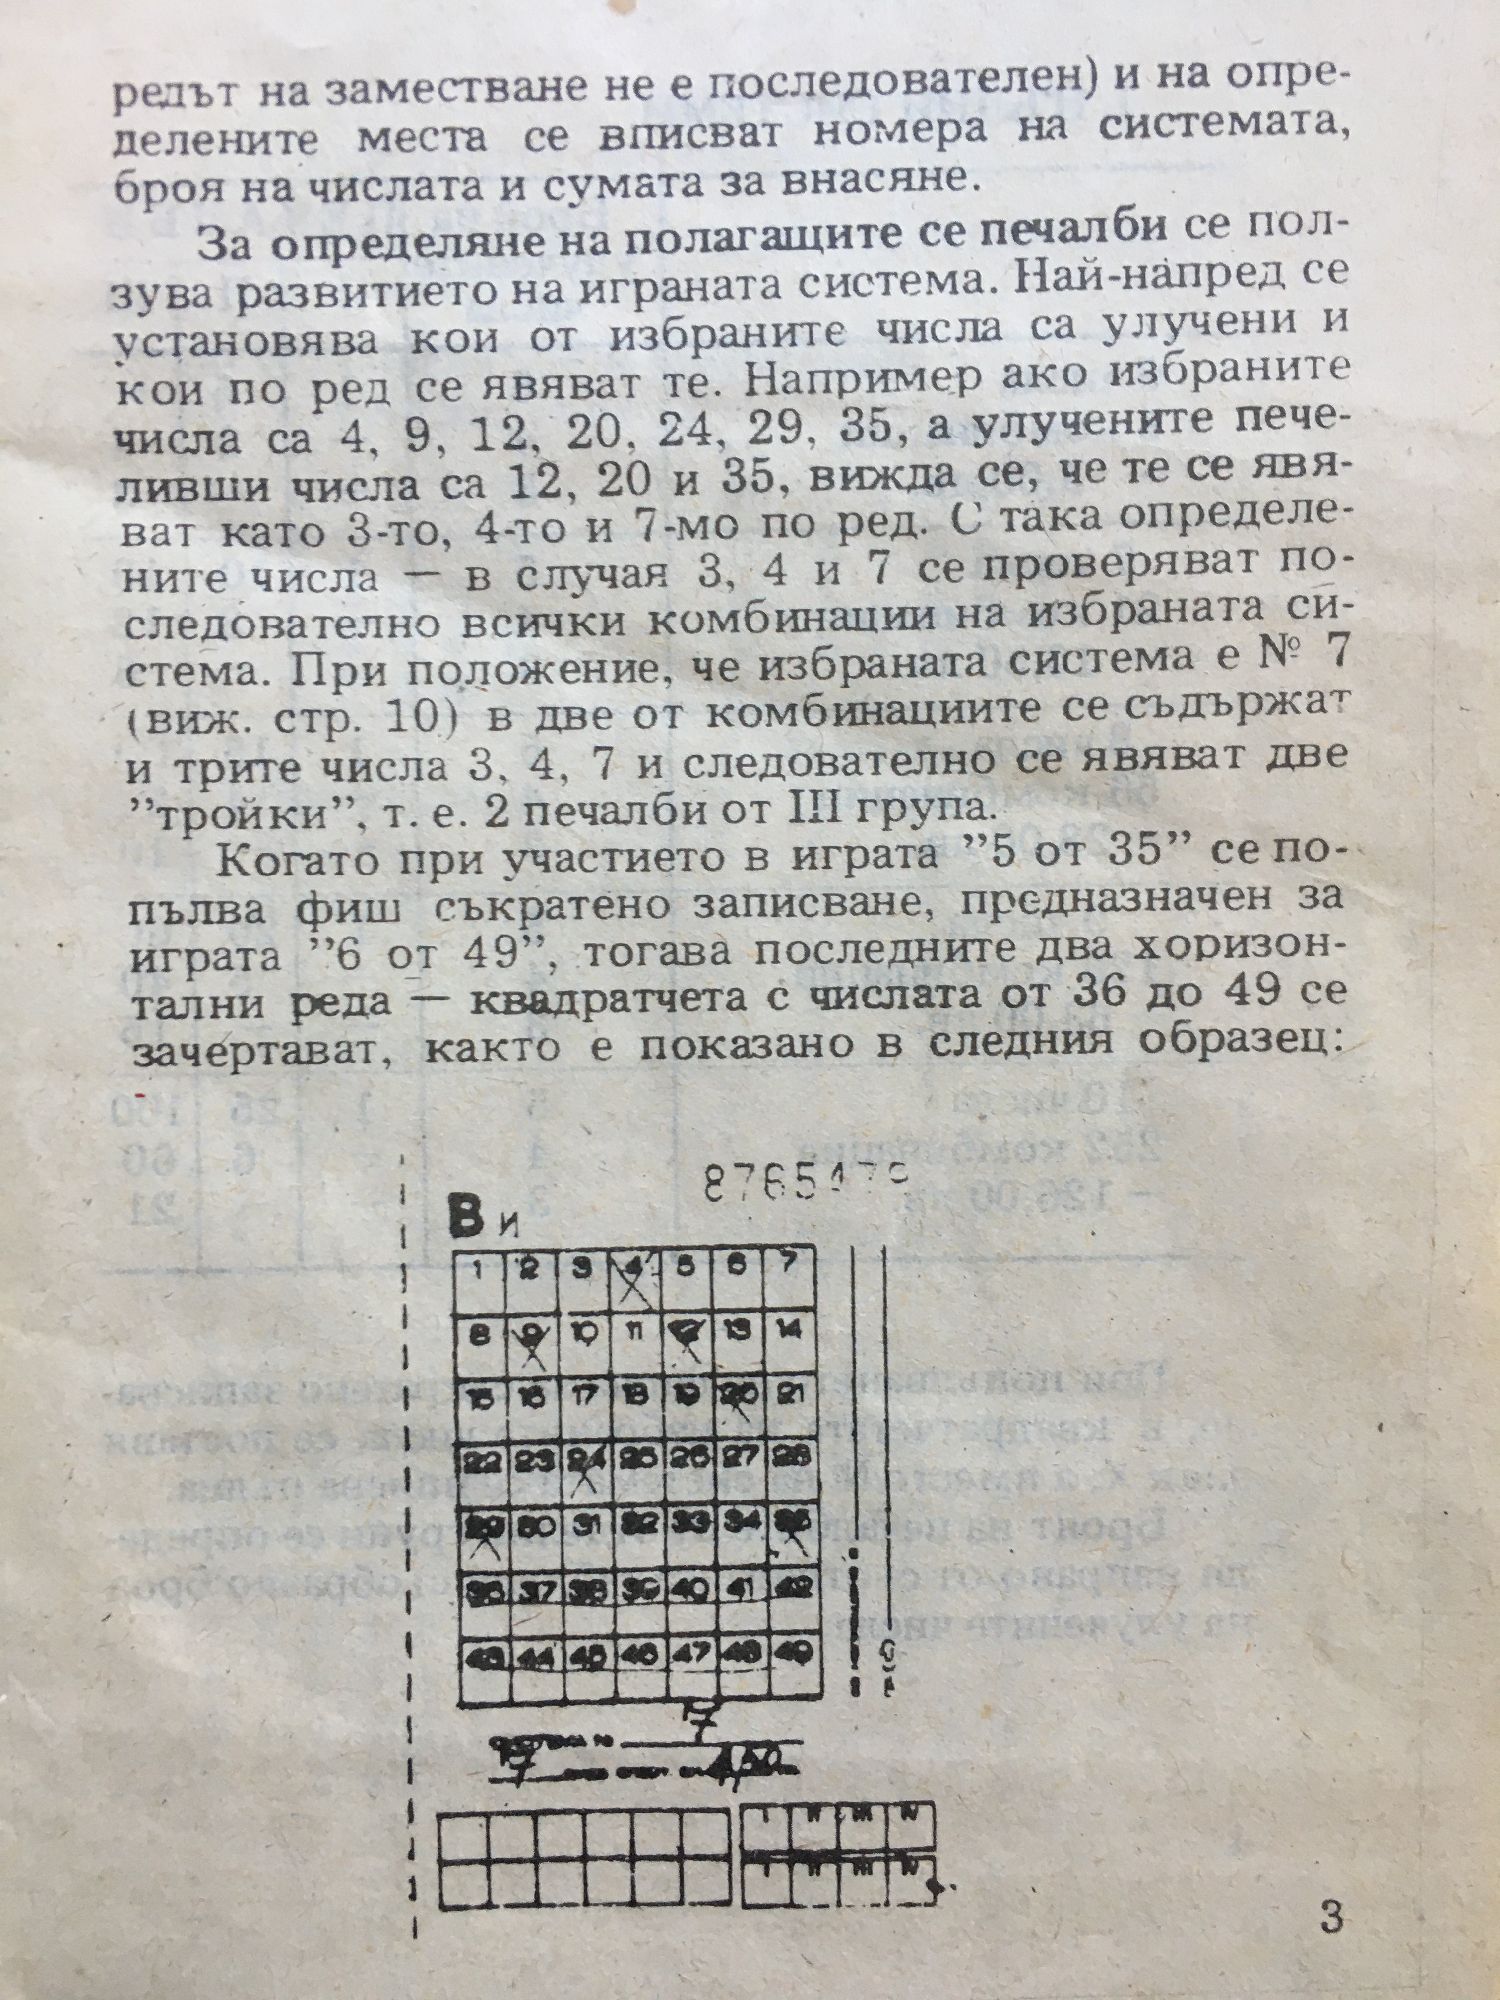 редът на заместване не е последователен) и на опре-
делените места се вписват номера на системата,
броя на числата и сумата за внасяне.
За определяне на полагащите се печалби се пол-
зува развитието на играната система. Най-напред се
установява кои от избраните числа са улучени и
кои по ред се явяват те. Например ако избраните
числа са 4, 9, 12, 20, 24, 29, 35, а улучените пече-
ливши числа са 12, 20 и 35, вижда се, че те се явя-
ват като 3-то, 4-то и 7-мо по ред. С така определе-
ните числа — в случая 3, 4 и 7 се проверяват по-
следователно всички комбинации на избраната си-
стема. При положение, че избраната система е № 7
(виж. стр. 10) в две от комбинациите се съдържат
и трите числа 3, 4, 7 и следователно се явяват две
”тройки”, т. е. 2 печалби от III група.
Когато при участието в играта ”5 от 35” се по-
пълва фиш съкратено записване, предназначен за
играта ”6 от 49”, тогава последните два хоризон-
тални реда — квадратчета с числата от 36 до 49 се
зачертават, както е показано в следния образец:
В и
1 2 3 4 5 6 7
8 9 10 11 12 13 14
15 16 17 18 19 20 21
22 23 24 25 26 27 28
29 30 31 32 33 34 35
36 37 38 39 40 41 42
43 44 45 46 47 48 49
7
7
I II III IV
I II III IV
3